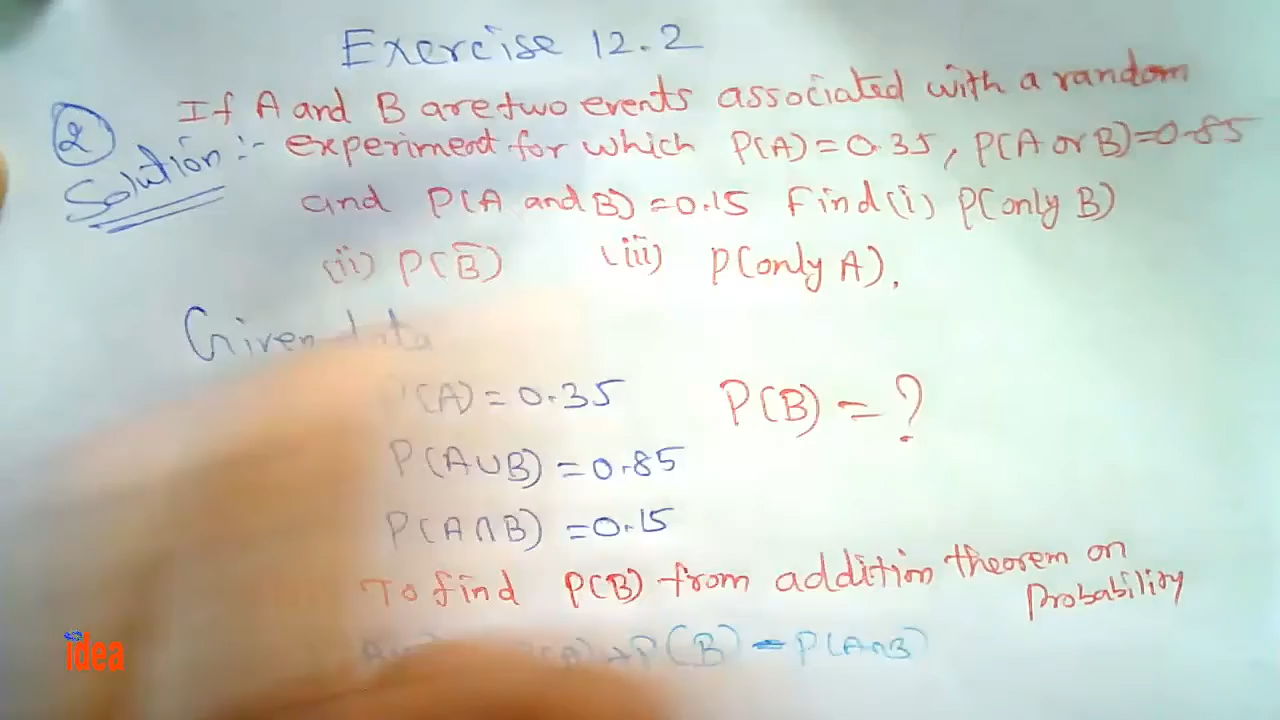 Exercise 12.2
② If A and B are two events associated with a random
Solution :- experiment for which P(A) = 0.35, P(A or B) = 0.85
and P(A and B) = 0.15 Find (i) P(only B)
(ii) P(B̅) (iii) P(only A).
Given data
P(A) = 0.35 P(B) = ?
P(A∪B) = 0.85
P(A∩B) = 0.15
To find P(B) from addition theorem on
Probability
+P(B) - P(A∩B)
idea